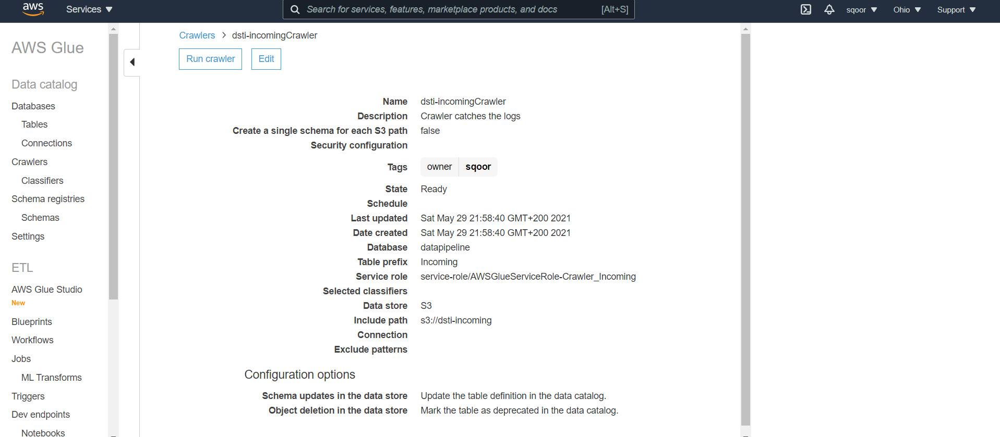 aws
Services
Search for services, features, marketplace products, and docs [Alt+S]
sqoor
Ohio
Support
AWS Glue
Data catalog
Databases
Tables
Connections
Crawlers
Classifiers
Schema registries
Schemas
Settings
ETL
AWS Glue Studio
New
Blueprints
Workflows
Jobs
ML Transforms
Triggers
Dev endpoints
Notebooks
Crawlers > dsti-incomingCrawler
Run crawler Edit
Name dsti-incomingCrawler
Description Crawler catches the logs
Create a single schema for each S3 path false
Security configuration
Tags owner sqoor
State Ready
Schedule
Last updated Sat May 29 21:58:40 GMT+200 2021
Date created Sat May 29 21:58:40 GMT+200 2021
Database datapipeline
Table prefix Incoming
Service role service-role/AWSGlueServiceRole-Crawler_Incoming
Selected classifiers
Data store S3
Include path s3://dsti-incoming
Connection
Exclude patterns
Configuration options
Schema updates in the data store Update the table definition in the data catalog.
Object deletion in the data store Mark the table as deprecated in the data catalog.